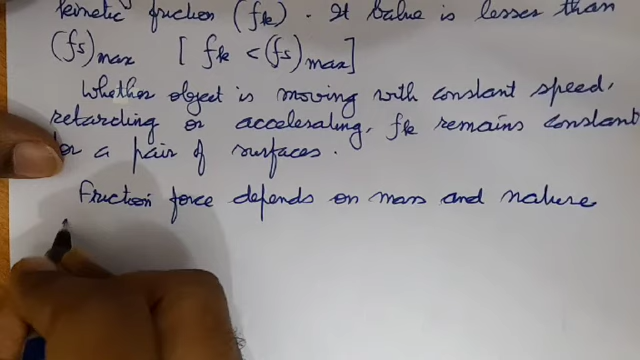 kinetic friction (fk). It value is lesser than
(fs)max [fk < (fs)max]
Whether object is moving with constant speed,
retarding or accelerating, fk remains constant
for a pair of surfaces.
Friction force depends on mass and nature